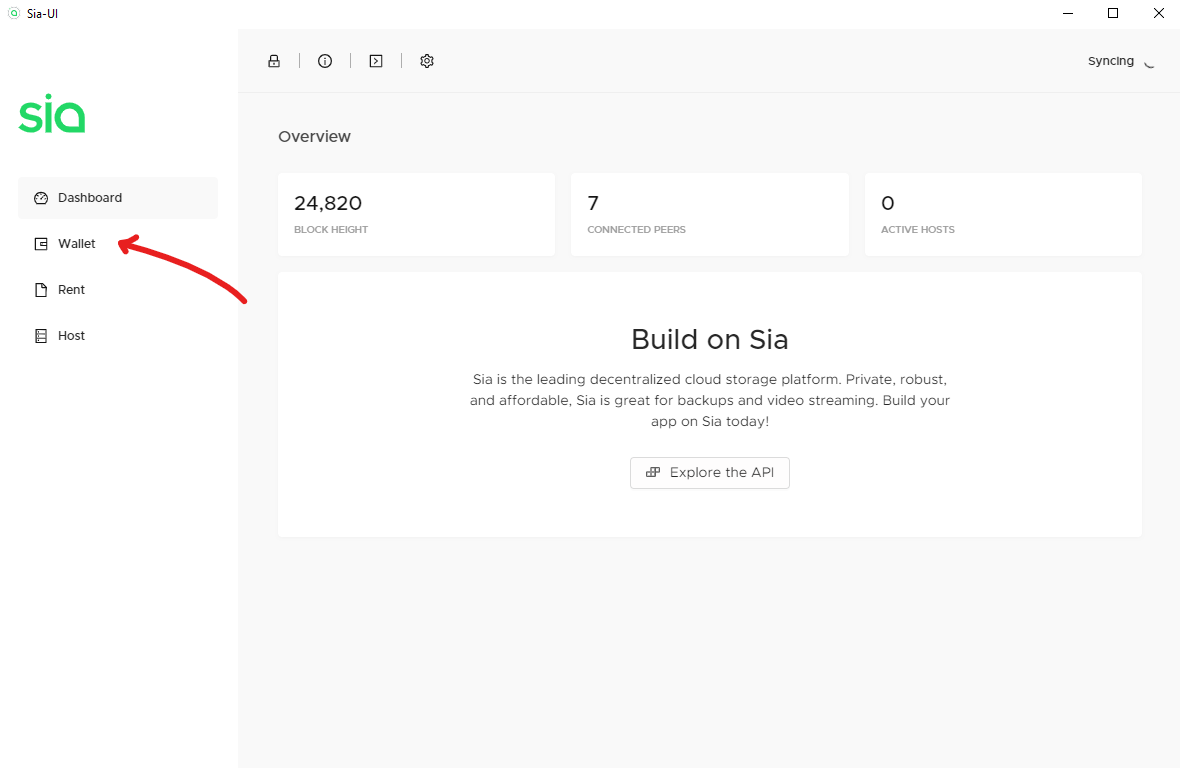 Sia-UI
Syncing
sia
Overview
Dashboard
Wallet
Rent
Host
24,820
BLOCK HEIGHT
7
CONNECTED PEERS
0
ACTIVE HOSTS
Build on Sia
Sia is the leading decentralized cloud storage platform. Private, robust,
and affordable, Sia is great for backups and video streaming. Build your
app on Sia today!
Explore the API